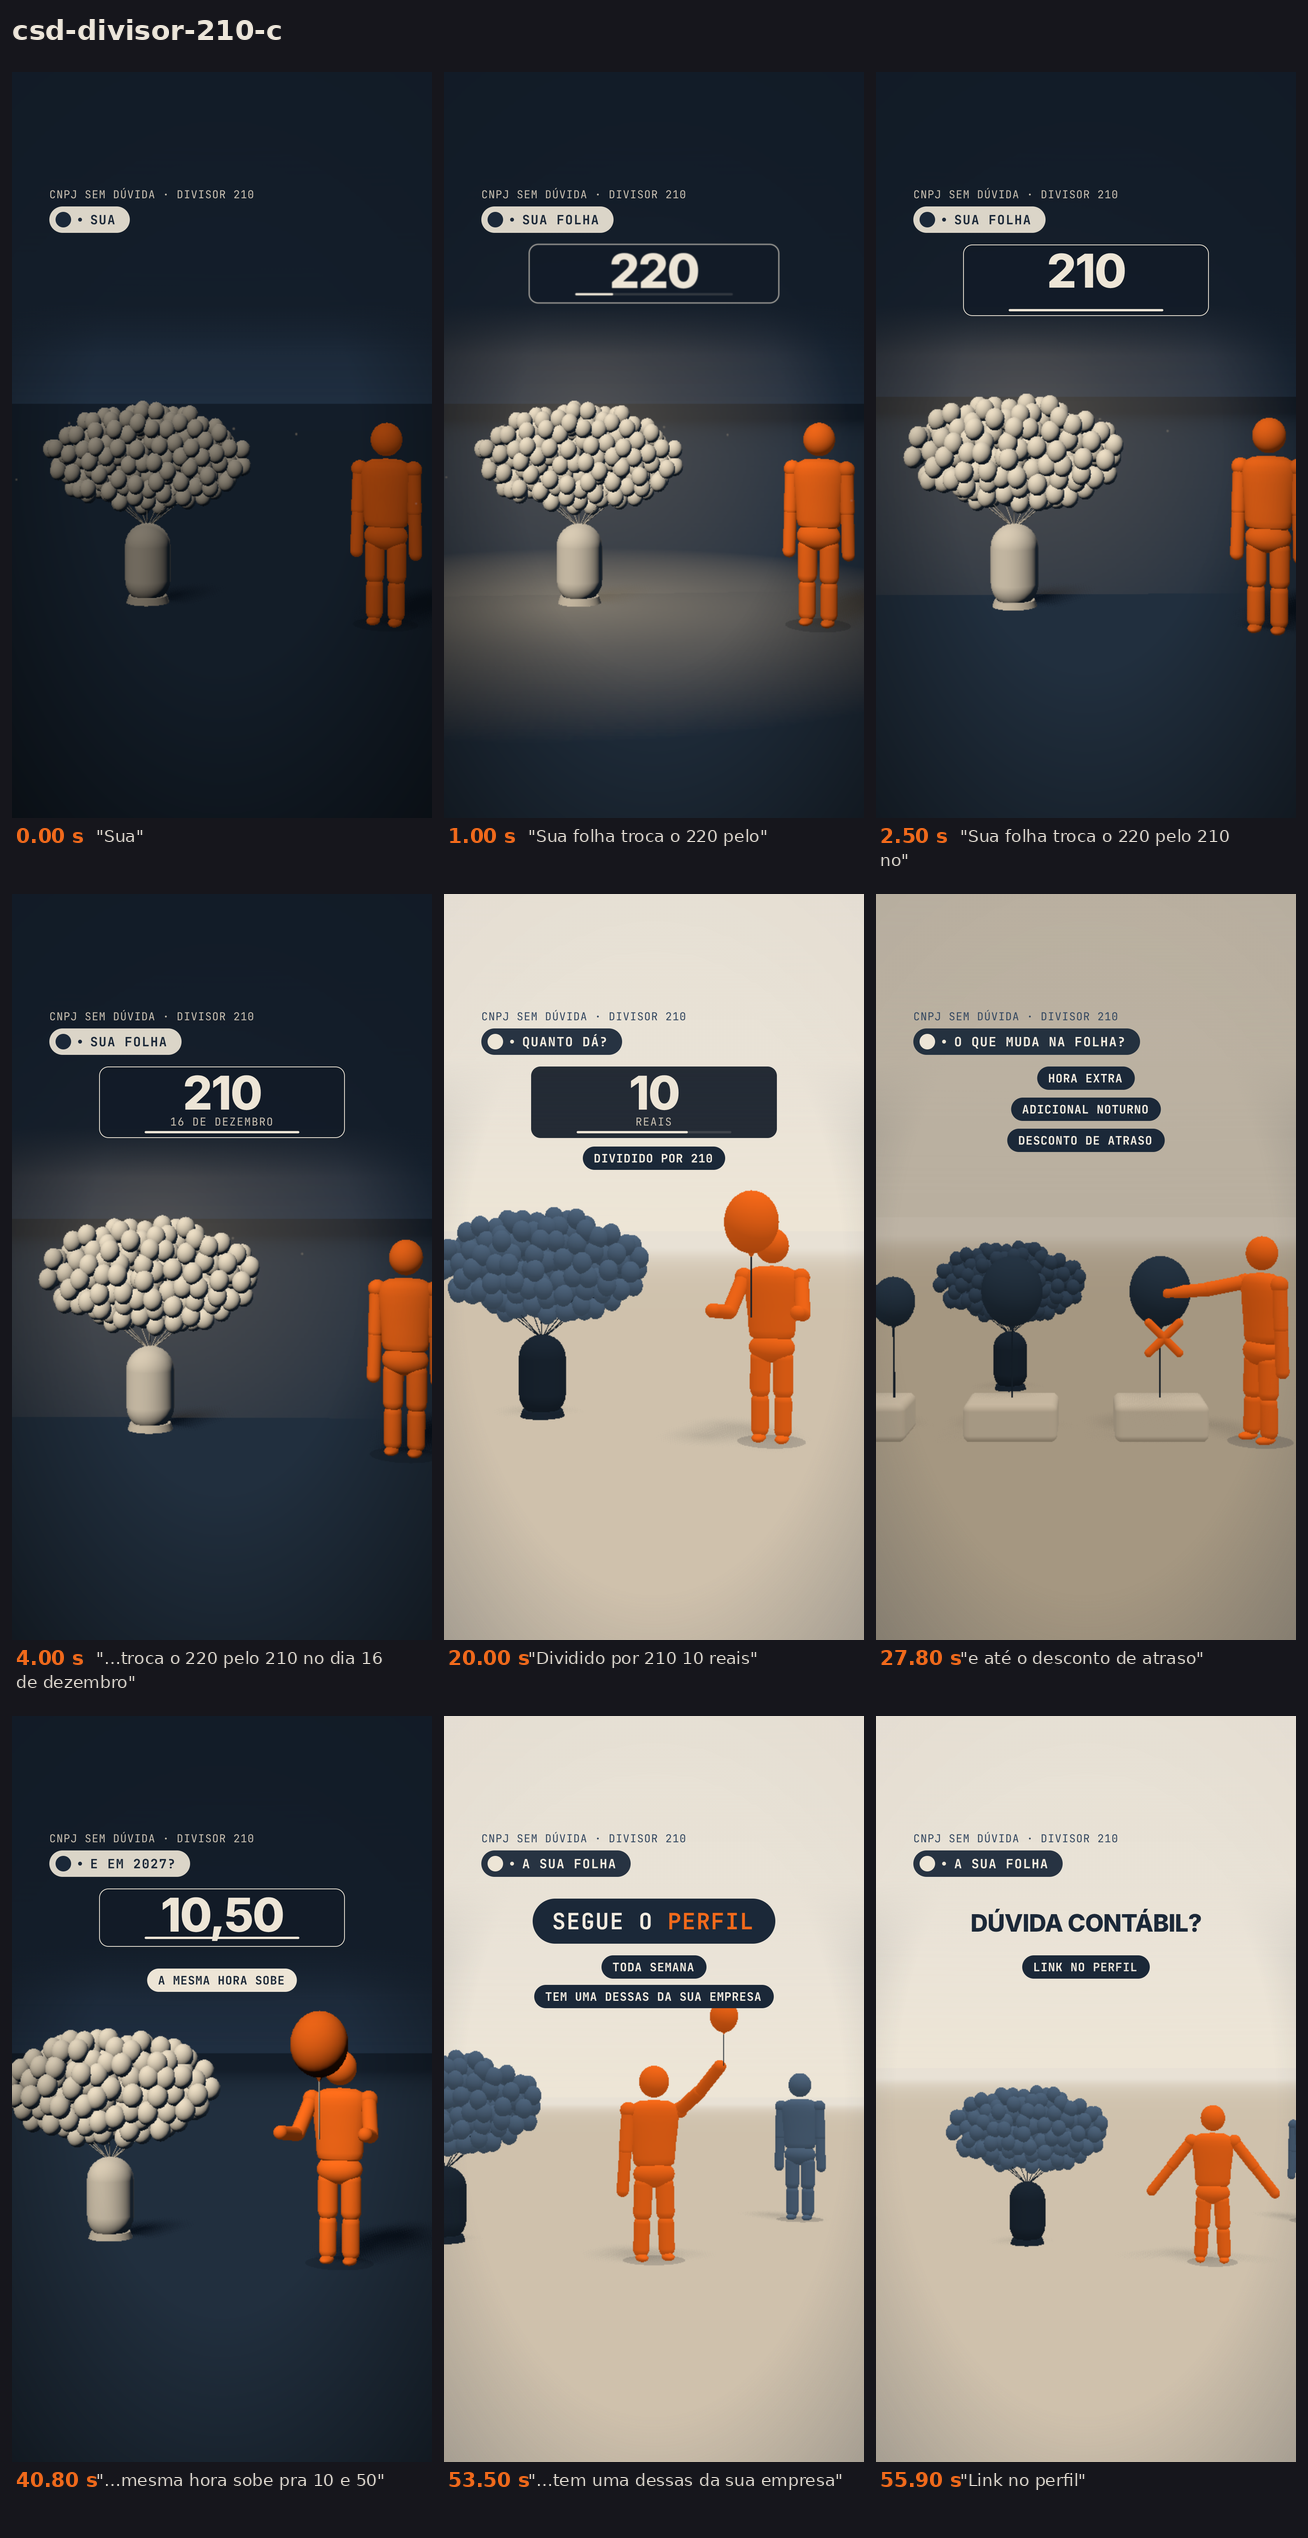 csd-divisor-210-c
CNPJ SEM DÚVIDA · DIVISOR 210
• SUA
0.00 s "Sua"
CNPJ SEM DÚVIDA · DIVISOR 210
• SUA FOLHA
220
1.00 s "Sua folha troca o 220 pelo"
CNPJ SEM DÚVIDA · DIVISOR 210
• SUA FOLHA
210
2.50 s "Sua folha troca o 220 pelo 210
no"
CNPJ SEM DÚVIDA · DIVISOR 210
• SUA FOLHA
210
16 DE DEZEMBRO
4.00 s "...troca o 220 pelo 210 no dia 16
de dezembro"
CNPJ SEM DÚVIDA · DIVISOR 210
• QUANTO DÁ?
10
REAIS
DIVIDIDO POR 210
20.00 s "Dividido por 210 10 reais"
CNPJ SEM DÚVIDA · DIVISOR 210
• O QUE MUDA NA FOLHA?
HORA EXTRA
ADICIONAL NOTURNO
DESCONTO DE ATRASO
27.80 s "e até o desconto de atraso"
CNPJ SEM DÚVIDA · DIVISOR 210
• E EM 2027?
10,50
A MESMA HORA SOBE
40.80 s "...mesma hora sobe pra 10 e 50"
CNPJ SEM DÚVIDA · DIVISOR 210
• A SUA FOLHA
SEGUE O PERFIL
TODA SEMANA
TEM UMA DESSAS DA SUA EMPRESA
53.50 s "...tem uma dessas da sua empresa"
CNPJ SEM DÚVIDA · DIVISOR 210
• A SUA FOLHA
DÚVIDA CONTÁBIL?
LINK NO PERFIL
55.90 s "Link no perfil"